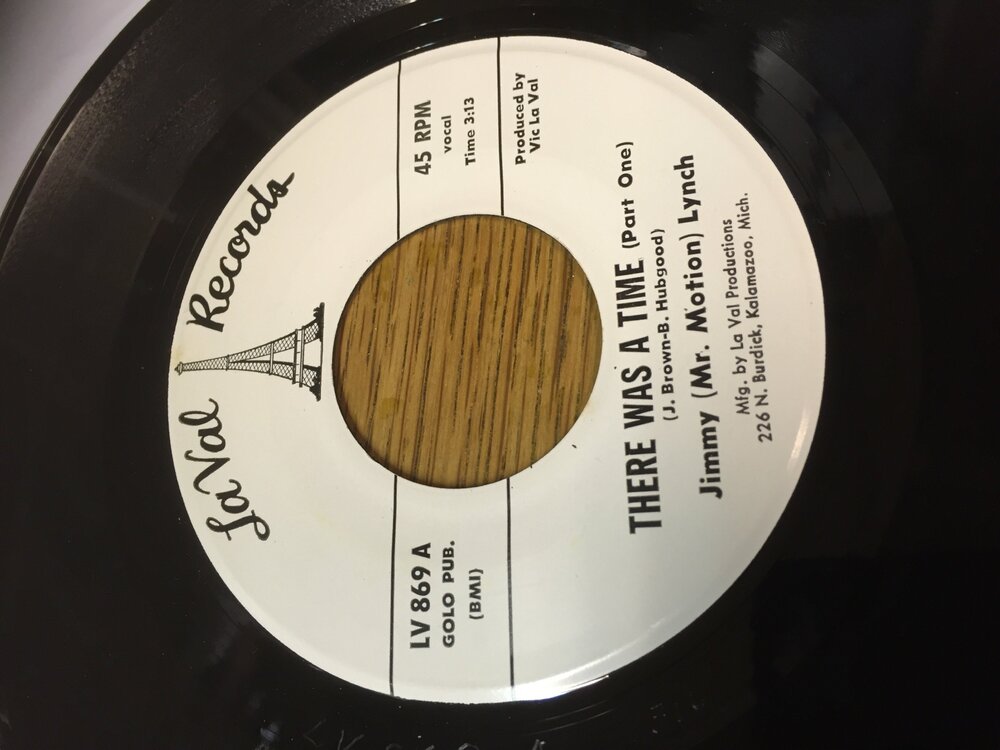 La Val Records
LV 869 A
GOLO PUB.
(BMI)
45 RPM
vocal
Time 3:13
Produced by
Vic La Val
THERE WAS A TIME (Part One)
(J. Brown-B. Hubgood)
Jimmy (Mr. Motion) Lynch
Mfg. by La Val Productions
226 N. Burdick, Kalamazoo, Mich.